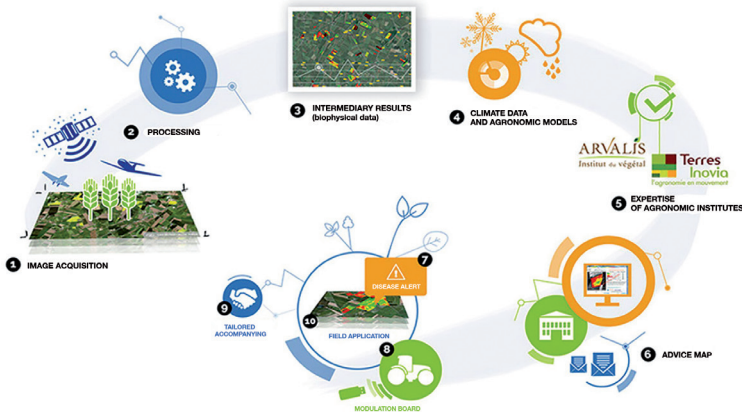 1 IMAGE ACQUISITION
2 PROCESSING
3 INTERMEDIARY RESULTS
(biophysical data)
4 CLIMATE DATA
AND AGRONOMIC MODELS
ARVALIS
Institut du végétal
Terres
Inovia
l'agronomie en mouvement
5 EXPERTISE
OF AGRONOMIC INSTITUTES
6 ADVICE MAP
7
DISEASE ALERT
8
MODULATION BOARD
9
TAILORED
ACCOMPANYING
10
FIELD APPLICATION